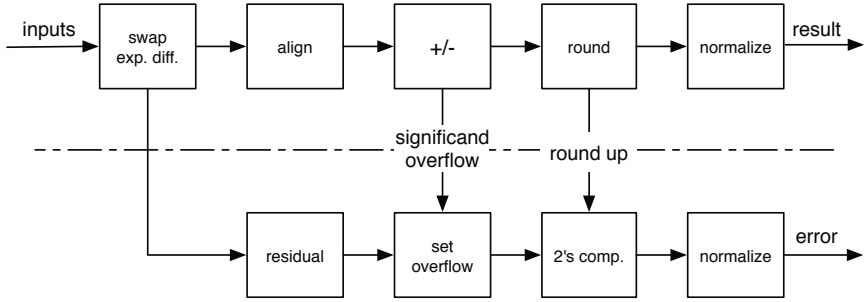 inputs
swap
exp. diff.
align
+/-
round
normalize
result
significand
overflow
round up
residual
set
overflow
2's comp.
normalize
error